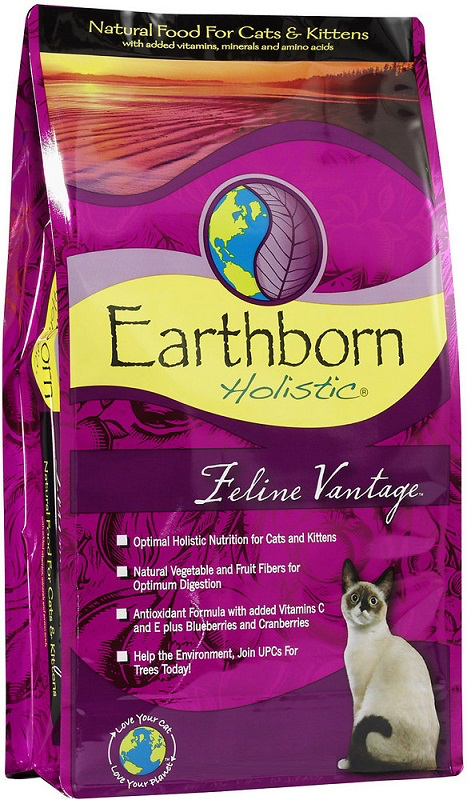 Natural Food For Cats & Kittens
with added vitamins, minerals and amino acids
Earthborn
Holistic®
Feline Vantage™
Optimal Holistic Nutrition for Cats and Kittens
Natural Vegetable and Fruit Fibers for
Optimum Digestion
Antioxidant Formula with added Vitamins C
and E plus Blueberries and Cranberries
Help the Environment, Join UPCs For
Trees Today!
Love Your Cat
Love Your Planet™
Natural Food For Cats & Kittens